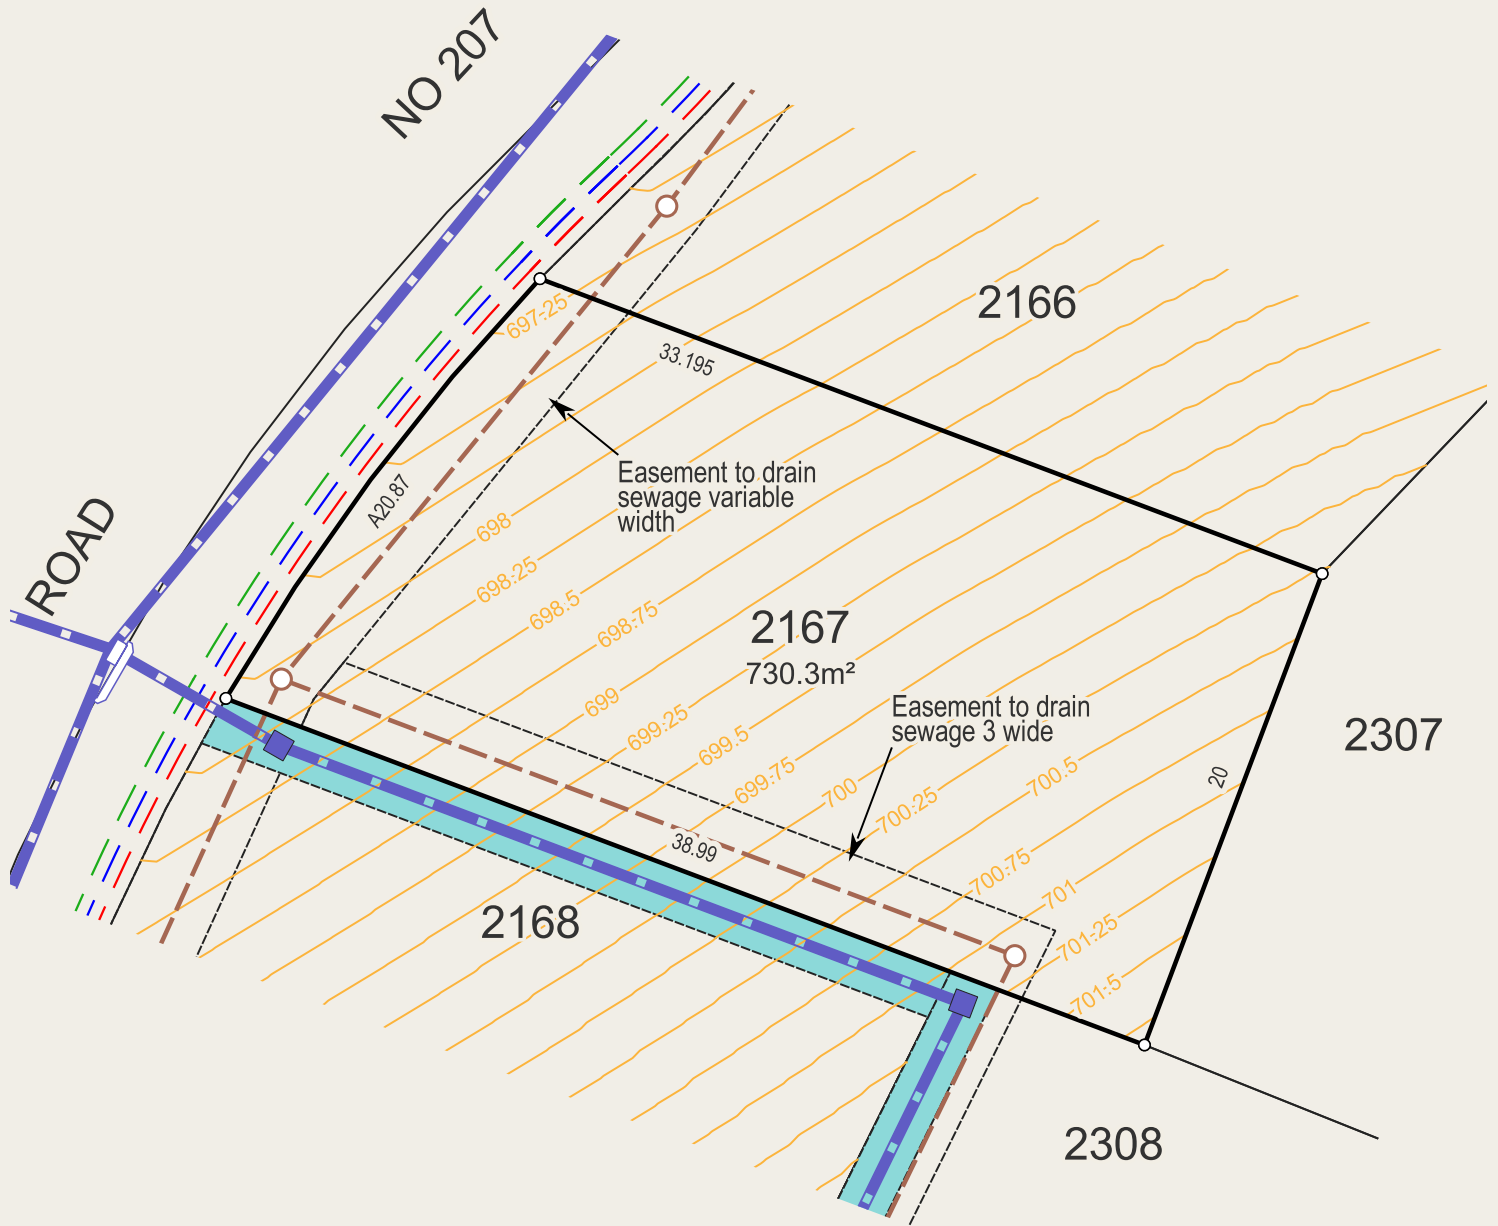 NO 207
ROAD
2166
33.195
697.25
A20.87
Easement to drain
sewage variable
width
698
698.25
698.5
698.75
2167
730.3m²
699
699.25
699.5
699.75
700
700.25
700.5
Easement to drain
sewage 3 wide
2307
20
38.99
700.75
701
701.25
701.5
2168
2308